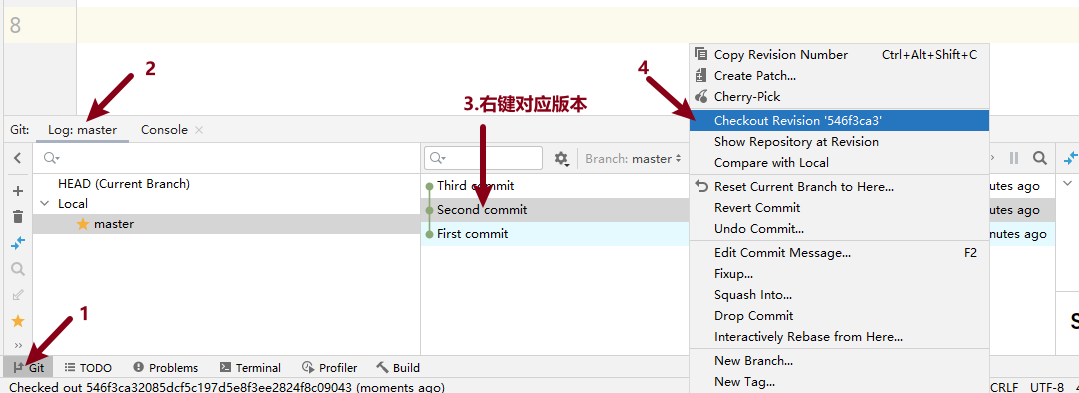 8
2
4
3.右键对应版本
Copy Revision Number Ctrl+Alt+Shift+C
Create Patch...
Cherry-Pick
Git: Log: master Console
Checkout Revision '546f3ca3'
Show Repository at Revision
Branch: master
Compare with Local
HEAD (Current Branch)
Third commit
Reset Current Branch to Here...
utes ago
Local
Second commit
Revert Commit
utes ago
master
Undo Commit...
First commit
nutes ago
Edit Commit Message... F2
Fixup...
Squash Into...
Drop Commit
1
Interactively Rebase from Here...
Git TODO Problems Terminal Profiler Build
New Branch...
New Tag...
Checked out 546f3ca32085dcf5c197d5e8f3ee2824f8c09043 (moments ago)
CRLF UTF-8